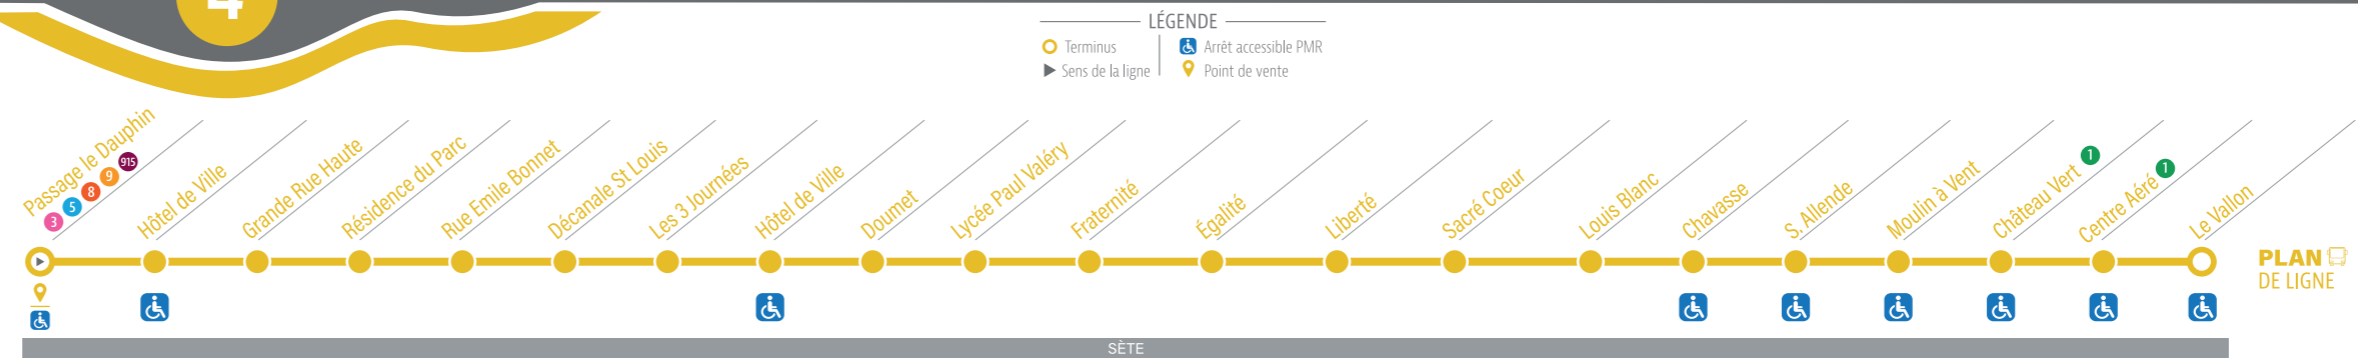 4
LÉGENDE
Terminus
Arrêt accessible PMR
Sens de la ligne
Point de vente
Passage le Dauphin
3 5 8 9 915
Hôtel de Ville
Grande Rue Haute
Résidence du Parc
Rue Emile Bonnet
Décanale St Louis
Les 3 Journées
Hôtel de Ville
Doumet
Lycée Paul Valéry
Fraternité
Égalité
Liberté
Sacré Coeur
Louis Blanc
Chavasse
S. Allende
Moulin à Vent
Château Vert 1
Centre Aéré 1
Le Vallon
PLAN
DE LIGNE
SÈTE